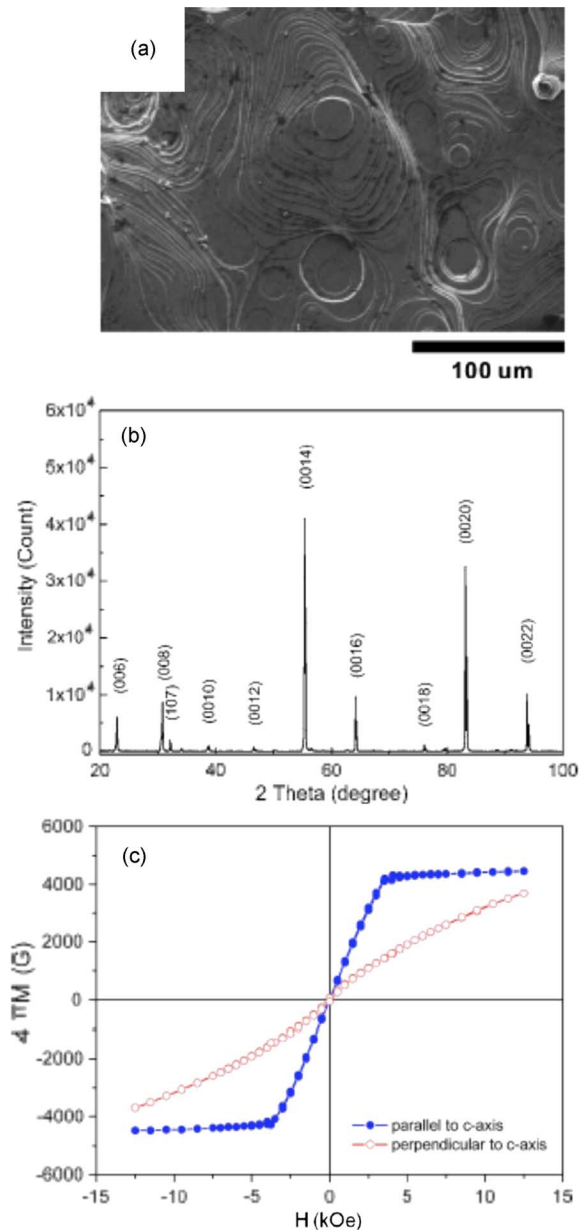 (a)
100 um
(b)
6x10⁴
5x10⁴
4x10⁴
3x10⁴
2x10⁴
1x10⁴
0
Intensity (Count)
(006)
(008)
(107)
(0010)
(0012)
(0014)
(0016)
(0018)
(0020)
(0022)
20 40 60 80 100
2 Theta (degree)
(c)
6000
4000
2000
0
-2000
-4000
-6000
4 πM (G)
parallel to c-axis
perpendicular to c-axis
-15 -10 -5 0 5 10 15
H (kOe)